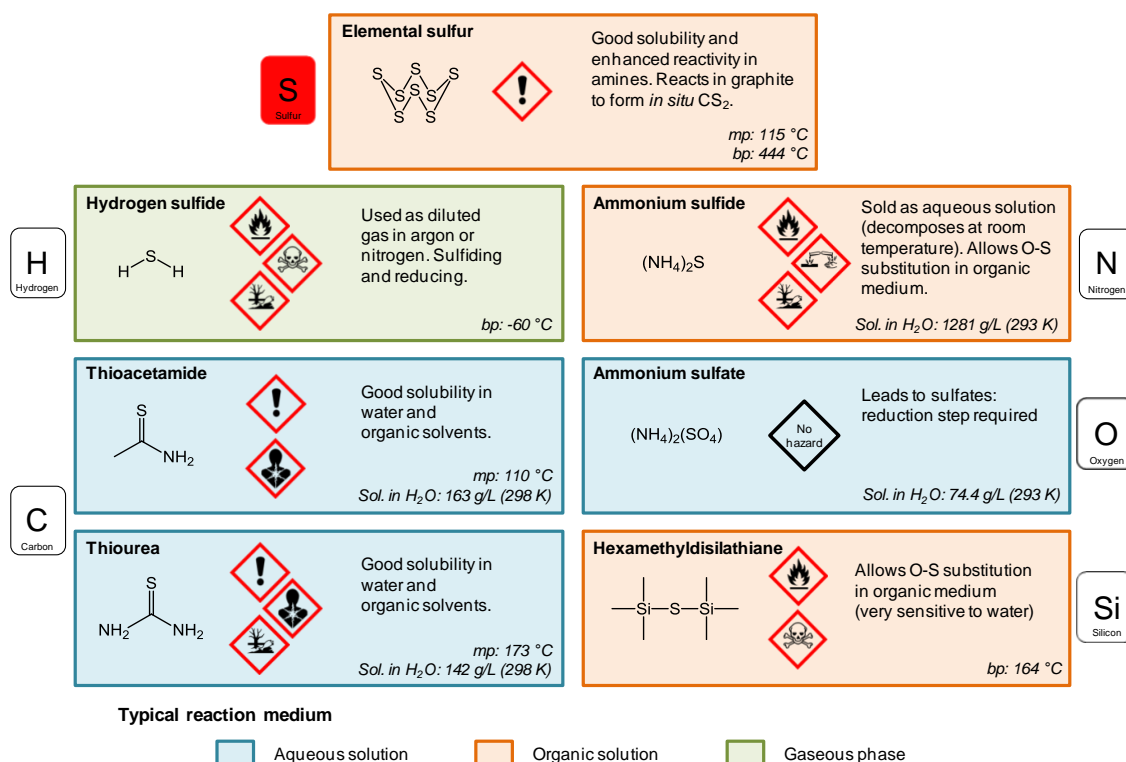 Elemental sulfur
S
S
S
S
S
S
S
S
Good solubility and
enhanced reactivity in
amines. Reacts in graphite
to form in situ CS₂.
mp: 115 °C
bp: 444 °C
S
Sulfur
Hydrogen sulfide
H
S
H
Used as diluted
gas in argon or
nitrogen. Sulfiding
and reducing.
bp: -60 °C
H
Hydrogen
Ammonium sulfide
(NH₄)₂S
Sold as aqueous solution
(decomposes at room
temperature). Allows O-S
substitution in organic
medium.
Sol. in H₂O: 1281 g/L (293 K)
N
Nitrogen
Thioacetamide
S
NH₂
Good solubility in
water and
organic solvents.
mp: 110 °C
Sol. in H₂O: 163 g/L (298 K)
Ammonium sulfate
(NH₄)₂(SO₄)
No
hazard
Leads to sulfates:
reduction step required
Sol. in H₂O: 74.4 g/L (293 K)
O
Oxygen
C
Carbon
Thiourea
S
NH₂
NH₂
Good solubility in
water and
organic solvents.
mp: 173 °C
Sol. in H₂O: 142 g/L (298 K)
Hexamethyldisilathiane
Si
S
Si
Allows O-S substitution
in organic medium
(very sensitive to water)
bp: 164 °C
Si
Silicon
Typical reaction medium
Aqueous solution
Organic solution
Gaseous phase